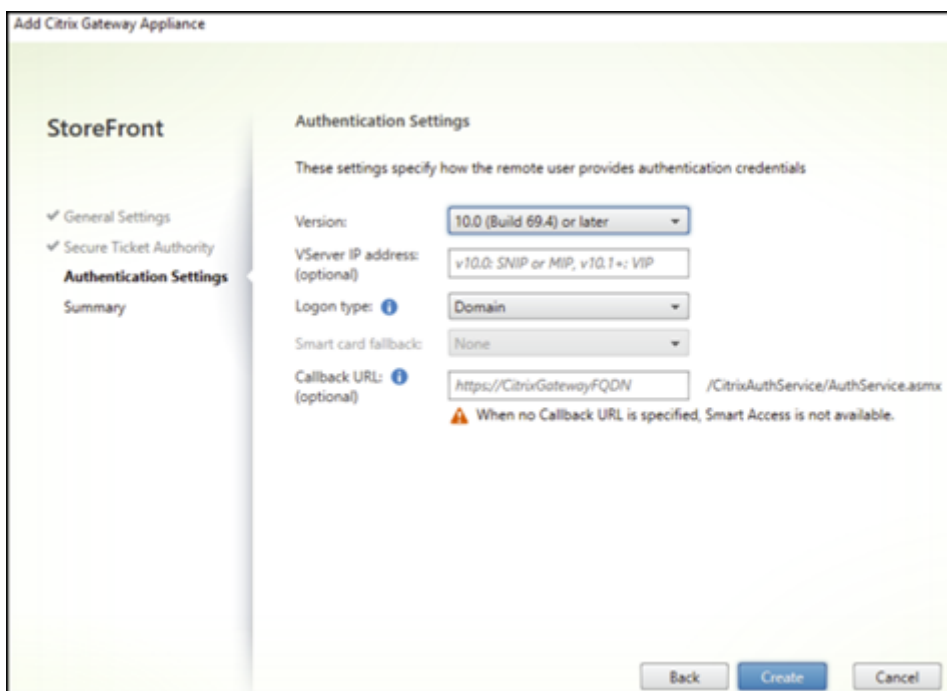 Add Citrix Gateway Appliance
StoreFront
✔ General Settings
✔ Secure Ticket Authority
Authentication Settings
Summary
Authentication Settings
These settings specify how the remote user provides authentication credentials
Version:
10.0 (Build 69.4) or later
VServer IP address:
(optional)
v10.0: SNIP or MIP, v10.1+: VIP
Logon type:
Domain
Smart card fallback:
None
Callback URL:
(optional)
https://CitrixGatewayFQDN
/CitrixAuthService/AuthService.asmx
When no Callback URL is specified, Smart Access is not available.
Back
Create
Cancel